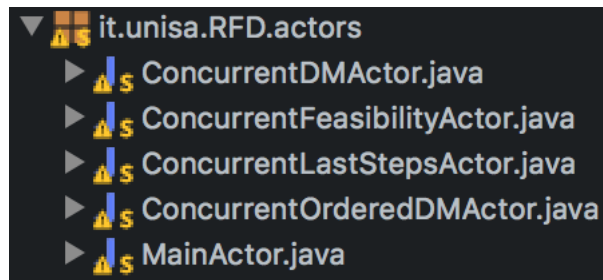 it.unisa.RFD.actors
ConcurrentDMActor.java
ConcurrentFeasibilityActor.java
ConcurrentLastStepsActor.java
ConcurrentOrderedDMActor.java
MainActor.java